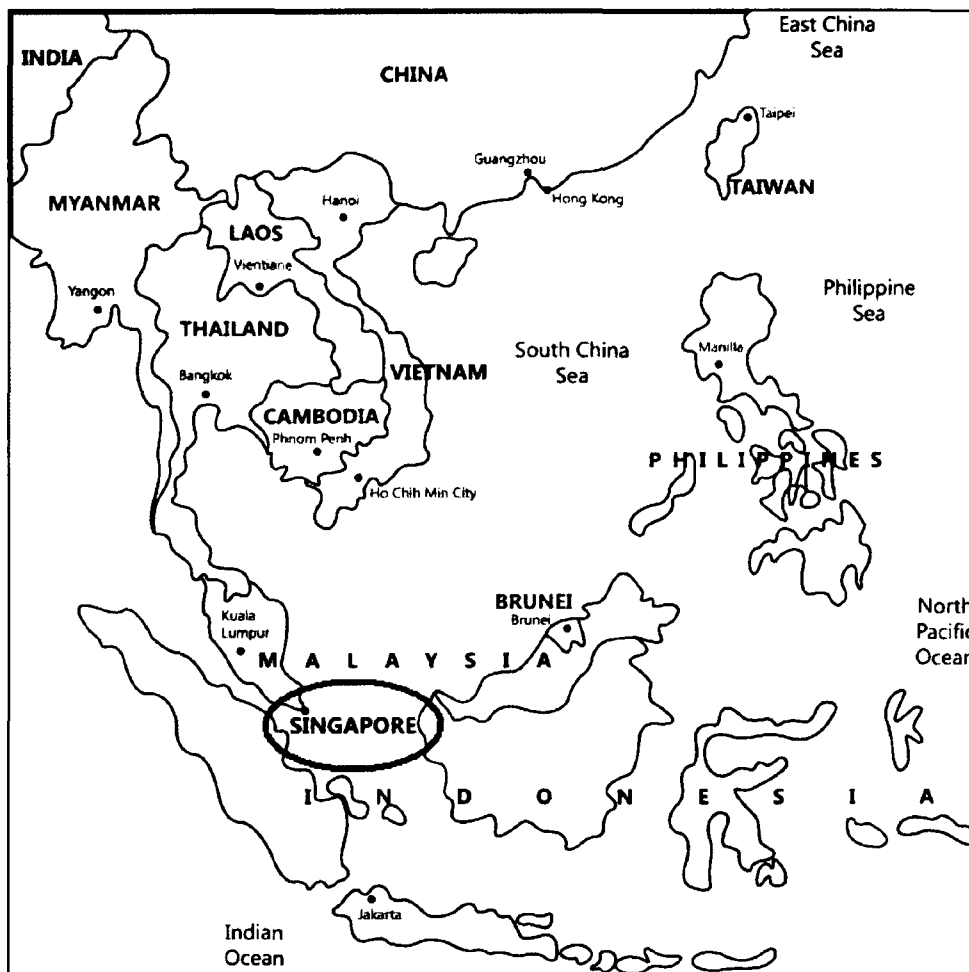 East China
Sea
INDIA
CHINA
Taipei
Guangzhou
TAIWAN
Hong Kong
MYANMAR
Hanoi
LAOS
Vientiane
Yangon
Philippine
Sea
THAILAND
South China
Sea
Manilla
Bangkok
VIETNAM
CAMBODIA
Phnom Penh
PHILIPPINES
Ho Chih Min City
BRUNEI
Brunei
Kuala
Lumpur
North
Pacific
Ocean
MALAYSIA
SINGAPORE
INDONESIA
Jakarta
Indian
Ocean